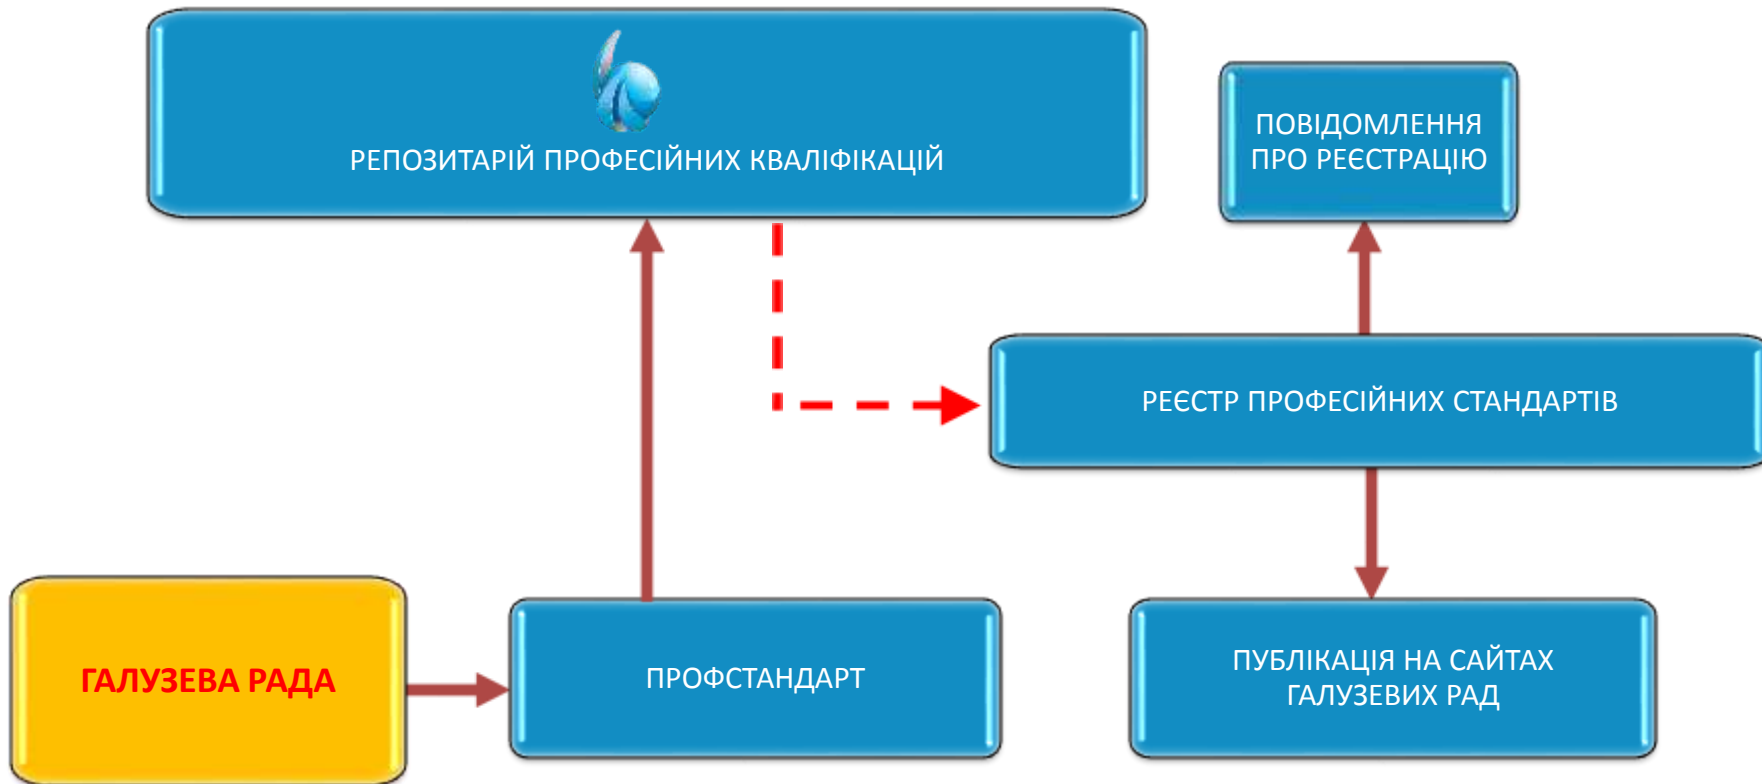 РЕПОЗИТАРІЙ ПРОФЕСІЙНИХ КВАЛІФІКАЦІЙ
ПОВІДОМЛЕННЯ
ПРО РЕЄСТРАЦІЮ
РЕЄСТР ПРОФЕСІЙНИХ СТАНДАРТІВ
ГАЛУЗЕВА РАДА
ПРОФСТАНДАРТ
ПУБЛІКАЦІЯ НА САЙТАХ
ГАЛУЗЕВИХ РАД